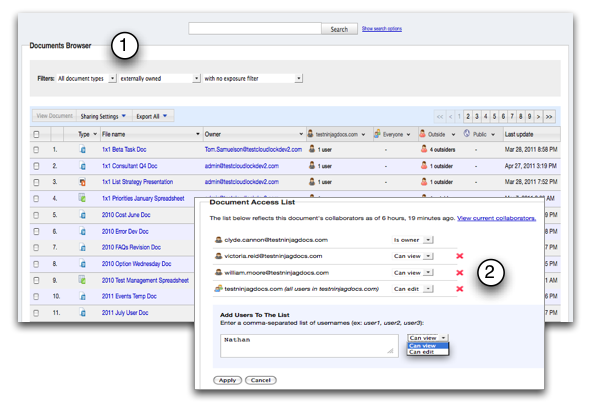 Search Show search options
Documents Browser
1
Filters: All document types externally owned with no exposure filter
View Document Sharing Settings Export All << < 1 2 3 4 5 6 7 8 9 > >>
Type File name Owner testninjagdocs.com Everyone Outside Public Last update
1. 1x1 Beta Task Doc Tom.Samuelson@testcloudlockdev2.com 1 user - 4 outsiders - Mar 28, 2011 8:58 PM
2. 1x1 Consultant Q4 Doc admin@testcloudlockdev2.com 1 user - 1 outsider - Apr 27, 2011 3:19 PM
3. 1x1 List Strategy Presentation admin@testcloudlockdev2.com 1 user - 1 outsider - Mar 28, 2011 7:52 PM
4. 1x1 Priorities January Spreadsheet AM
5. 2010 Cost June Doc PM
6. 2010 Error Dev Doc PM
7. 2010 FAQs Revision Doc PM
8. 2010 Option Wednesday Doc PM
9. 2010 Test Management Spreadsheet AM
10. 2011 Events Temp Doc PM
11. 2011 July User Doc PM
Document Access List
The list below reflects this document's collaborators as of 6 hours, 19 minutes ago. View current collaborators.
clyde.cannon@testninjagdocs.com Is owner
victoria.reid@testninjagdocs.com Can view
william.moore@testninjagdocs.com Can view
2
testninjagdocs.com (all users in testninjagdocs.com) Can edit
Add Users To The List
Enter a comma-separated list of usernames (ex: user1, user2, user3):
Nathan Can view
Can view
Can edit
Apply Cancel